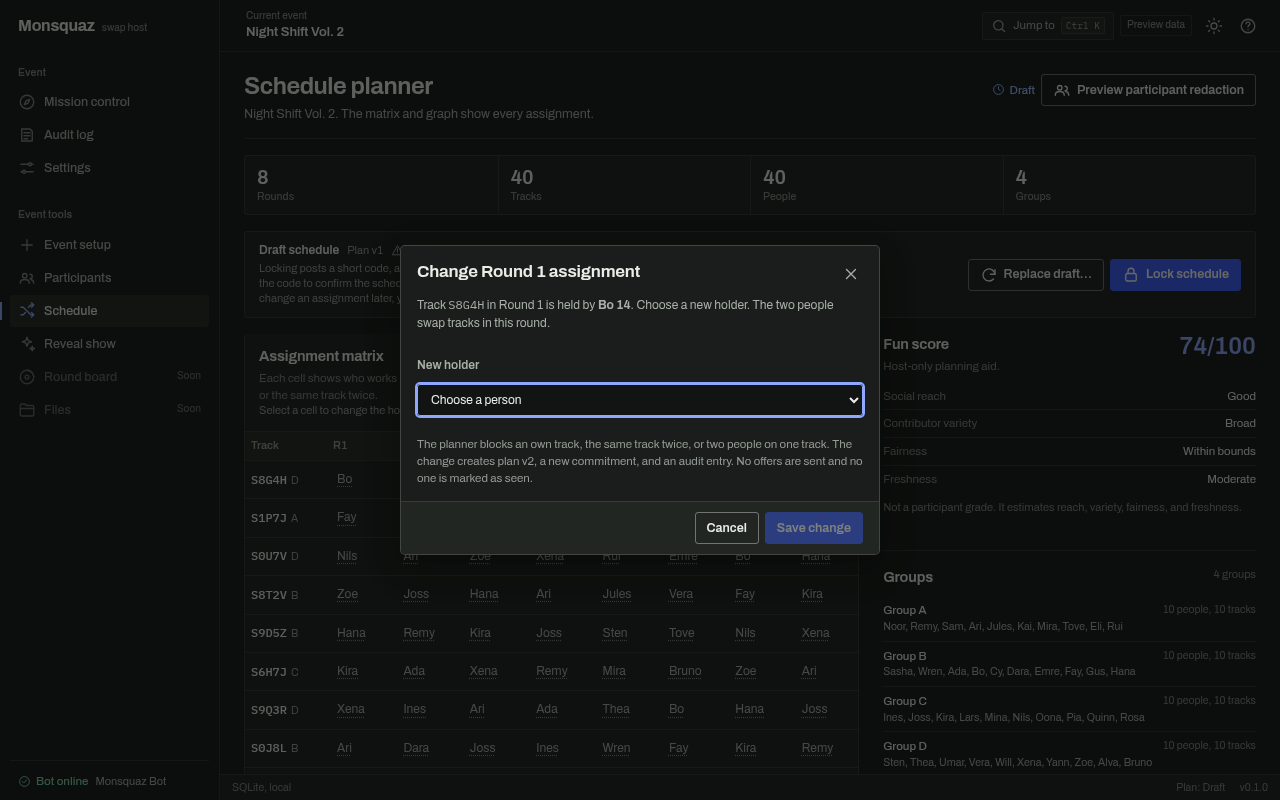 Monsquaz swap host
Current event
Night Shift Vol. 2
Jump to Ctrl K
Preview data
Event
Mission control
Audit log
Settings
Event tools
Event setup
Participants
Schedule
Reveal show
Round board Soon
Files Soon
Bot online Monsquaz Bot
Schedule planner
Night Shift Vol. 2. The matrix and graph show every assignment.
Draft
Preview participant redaction
8
Rounds
40
Tracks
40
People
4
Groups
Draft schedule Plan v1
Locking posts a short code, a
the code to confirm the sched
change an assignment later, y
Replace draft...
Lock schedule
Change Round 1 assignment
Track S8G4H in Round 1 is held by Bo 14. Choose a new holder. The two people
swap tracks in this round.
New holder
Choose a person
The planner blocks an own track, the same track twice, or two people on one track. The
change creates plan v2, a new commitment, and an audit entry. No offers are sent and no
one is marked as seen.
Cancel
Save change
Assignment matrix
Each cell shows who works
or the same track twice.
Select a cell to change the ho
Track R1
S8G4H D Bo
S1P7J A Fay
S0U7V D Nils Ari Zoe Xena Rui Emre Bo Hana
S8T2V B Zoe Joss Hana Ari Jules Vera Fay Kira
S9D5Z B Hana Remy Kira Joss Sten Tove Nils Xena
S6H7J C Kira Ada Xena Remy Mira Bruno Zoe Ari
S9Q3R D Xena Ines Ari Ada Thea Bo Hana Joss
S0J8L B Ari Dara Joss Ines Wren Fay Kira Remy
Fun score 74/100
Host-only planning aid.
Social reach Good
Contributor variety Broad
Fairness Within bounds
Freshness Moderate
Not a participant grade. It estimates reach, variety, fairness, and freshness.
Groups 4 groups
Group A 10 people, 10 tracks
Noor, Remy, Sam, Ari, Jules, Kai, Mira, Tove, Eli, Rui
Group B 10 people, 10 tracks
Sasha, Wren, Ada, Bo, Cy, Dara, Emre, Fay, Gus, Hana
Group C 10 people, 10 tracks
Ines, Joss, Kira, Lars, Mina, Nils, Oona, Pia, Quinn, Rosa
Group D 10 people, 10 tracks
Sten, Thea, Umar, Vera, Will, Xena, Yann, Zoe, Alva, Bruno
SQLite, local
Plan: Draft v0.1.0